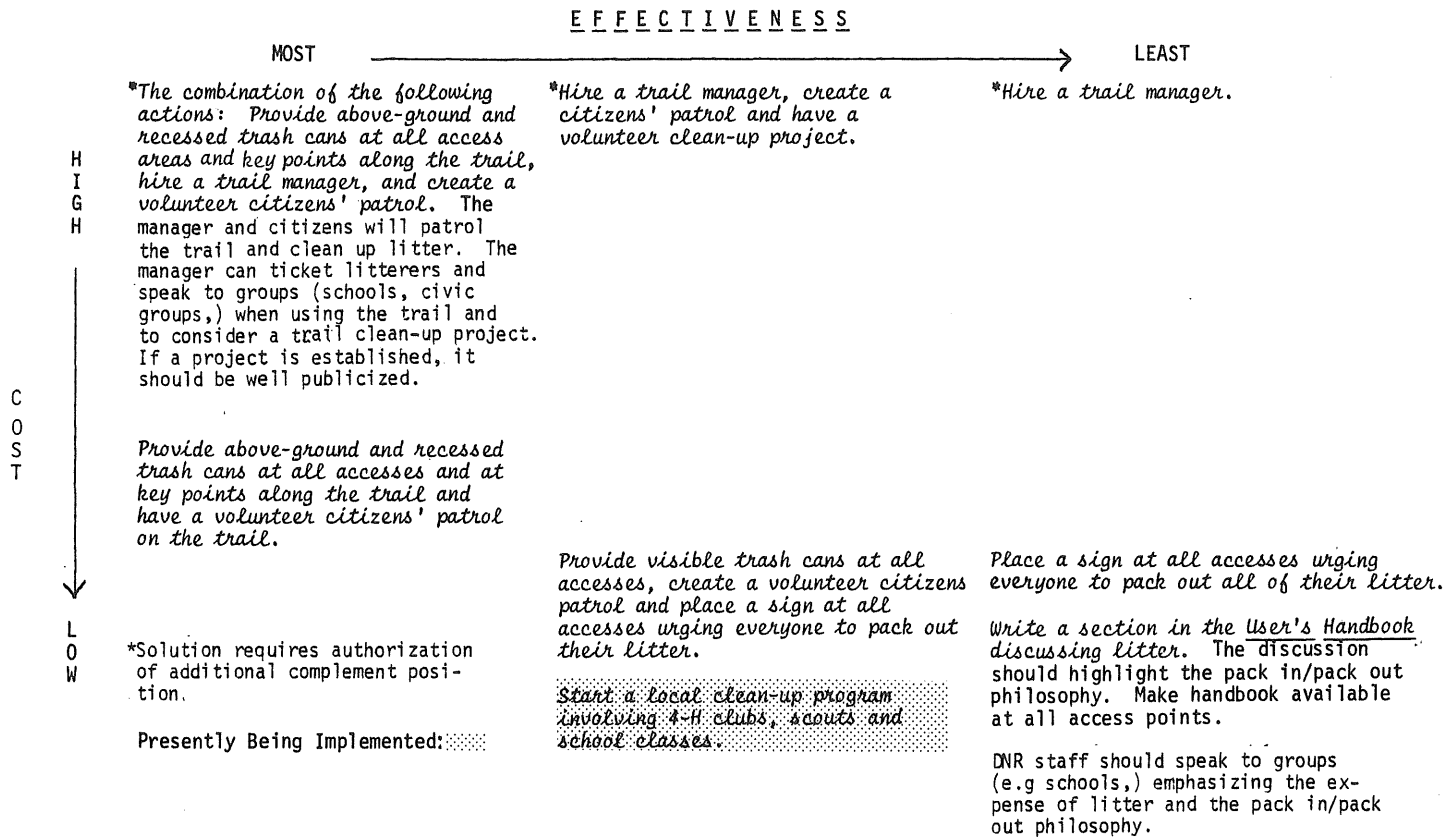 EFFECTIVENESS
MOST LEAST
*The combination of the following
actions: Provide above-ground and
recessed trash cans at all access
areas and key points along the trail,
hire a trail manager, and create a
volunteer citizens' patrol. The
manager and citizens will patrol
the trail and clean up litter. The
manager can ticket litterers and
speak to groups (schools, civic
groups,) when using the trail and
to consider a trail clean-up project.
If a project is established, it
should be well publicized.
*Hire a trail manager, create a
citizens' patrol and have a
volunteer clean-up project.
*Hire a trail manager.
HIGH
COST
LOW
Provide above-ground and recessed
trash cans at all accesses and at
key points along the trail and
have a volunteer citizens' patrol
on the trail.
Provide visible trash cans at all
accesses, create a volunteer citizens
patrol and place a sign at all
accesses urging everyone to pack out
their litter.
Start a local clean-up program
involving 4-H clubs, scouts and
school classes.
Place a sign at all accesses urging
everyone to pack out all of their litter.
Write a section in the User's Handbook
discussing litter. The discussion
should highlight the pack in/pack out
philosophy. Make handbook available
at all access points.
DNR staff should speak to groups
(e.g schools,) emphasizing the ex-
pense of litter and the pack in/pack
out philosophy.
*Solution requires authorization
of additional complement posi-
tion.
Presently Being Implemented: